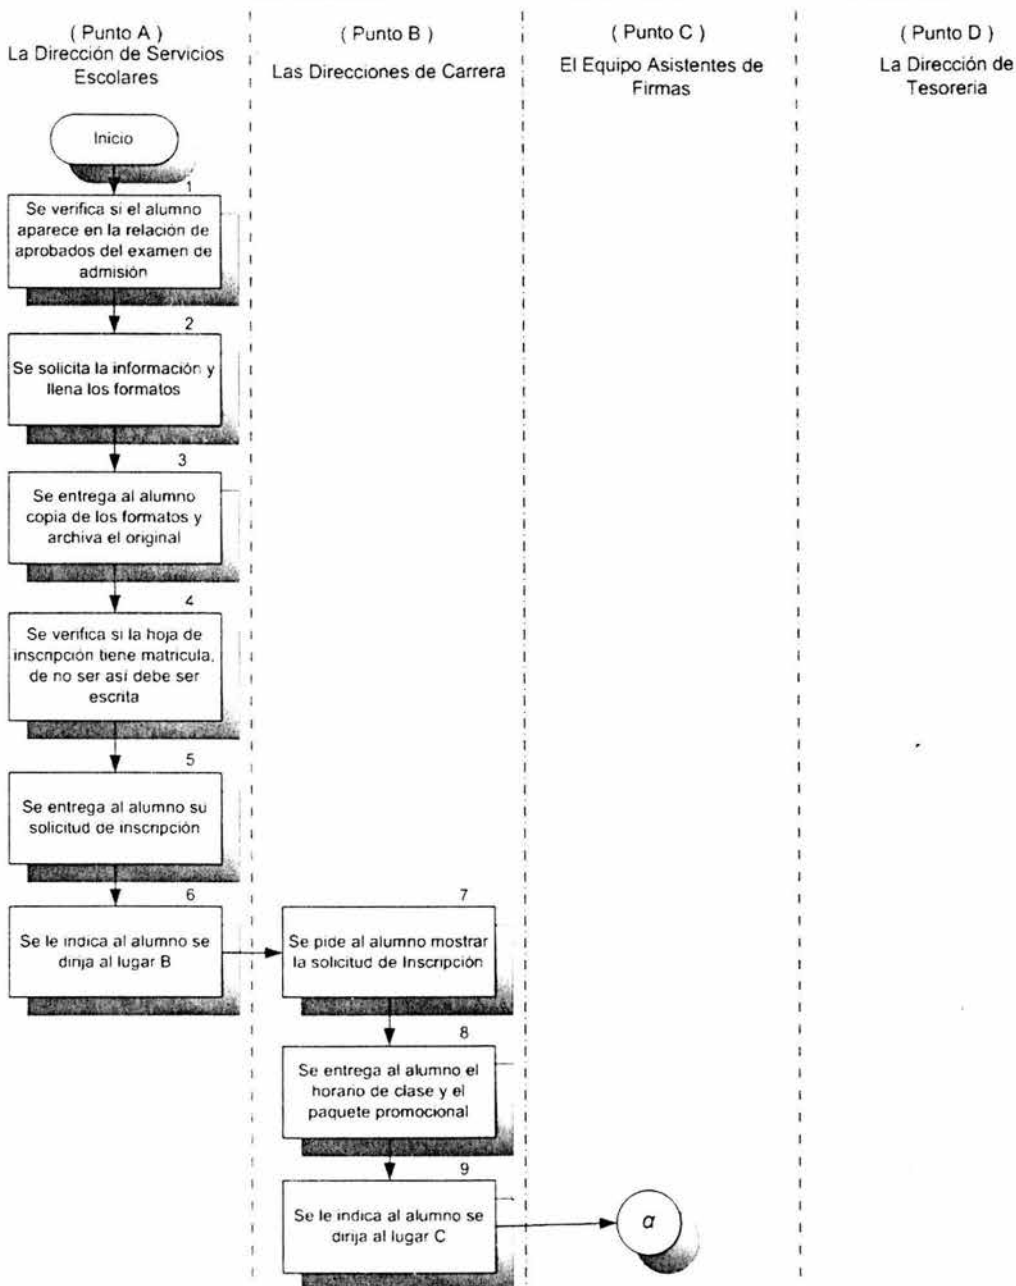 ( Punto A )
La Dirección de Servicios
Escolares
( Punto B )
Las Direcciones de Carrera
( Punto C )
El Equipo Asistentes de
Firmas
( Punto D )
La Dirección de
Tesoreria
Inicio
1
Se verifica si el alumno
aparece en la relación de
aprobados del examen de
admisión
2
Se solicita la información y
llena los formatos
3
Se entrega al alumno
copia de los formatos y
archiva el original
4
Se verifica si la hoja de
inscripción tiene matricula,
de no ser así debe ser
escrita
5
Se entrega al alumno su
solicitud de inscripción
6
Se le indica al alumno se
dirija al lugar B
7
Se pide al alumno mostrar
la solicitud de Inscripción
8
Se entrega al alumno el
horario de clase y el
paquete promocional
9
Se le indica al alumno se
dirija al lugar C
α